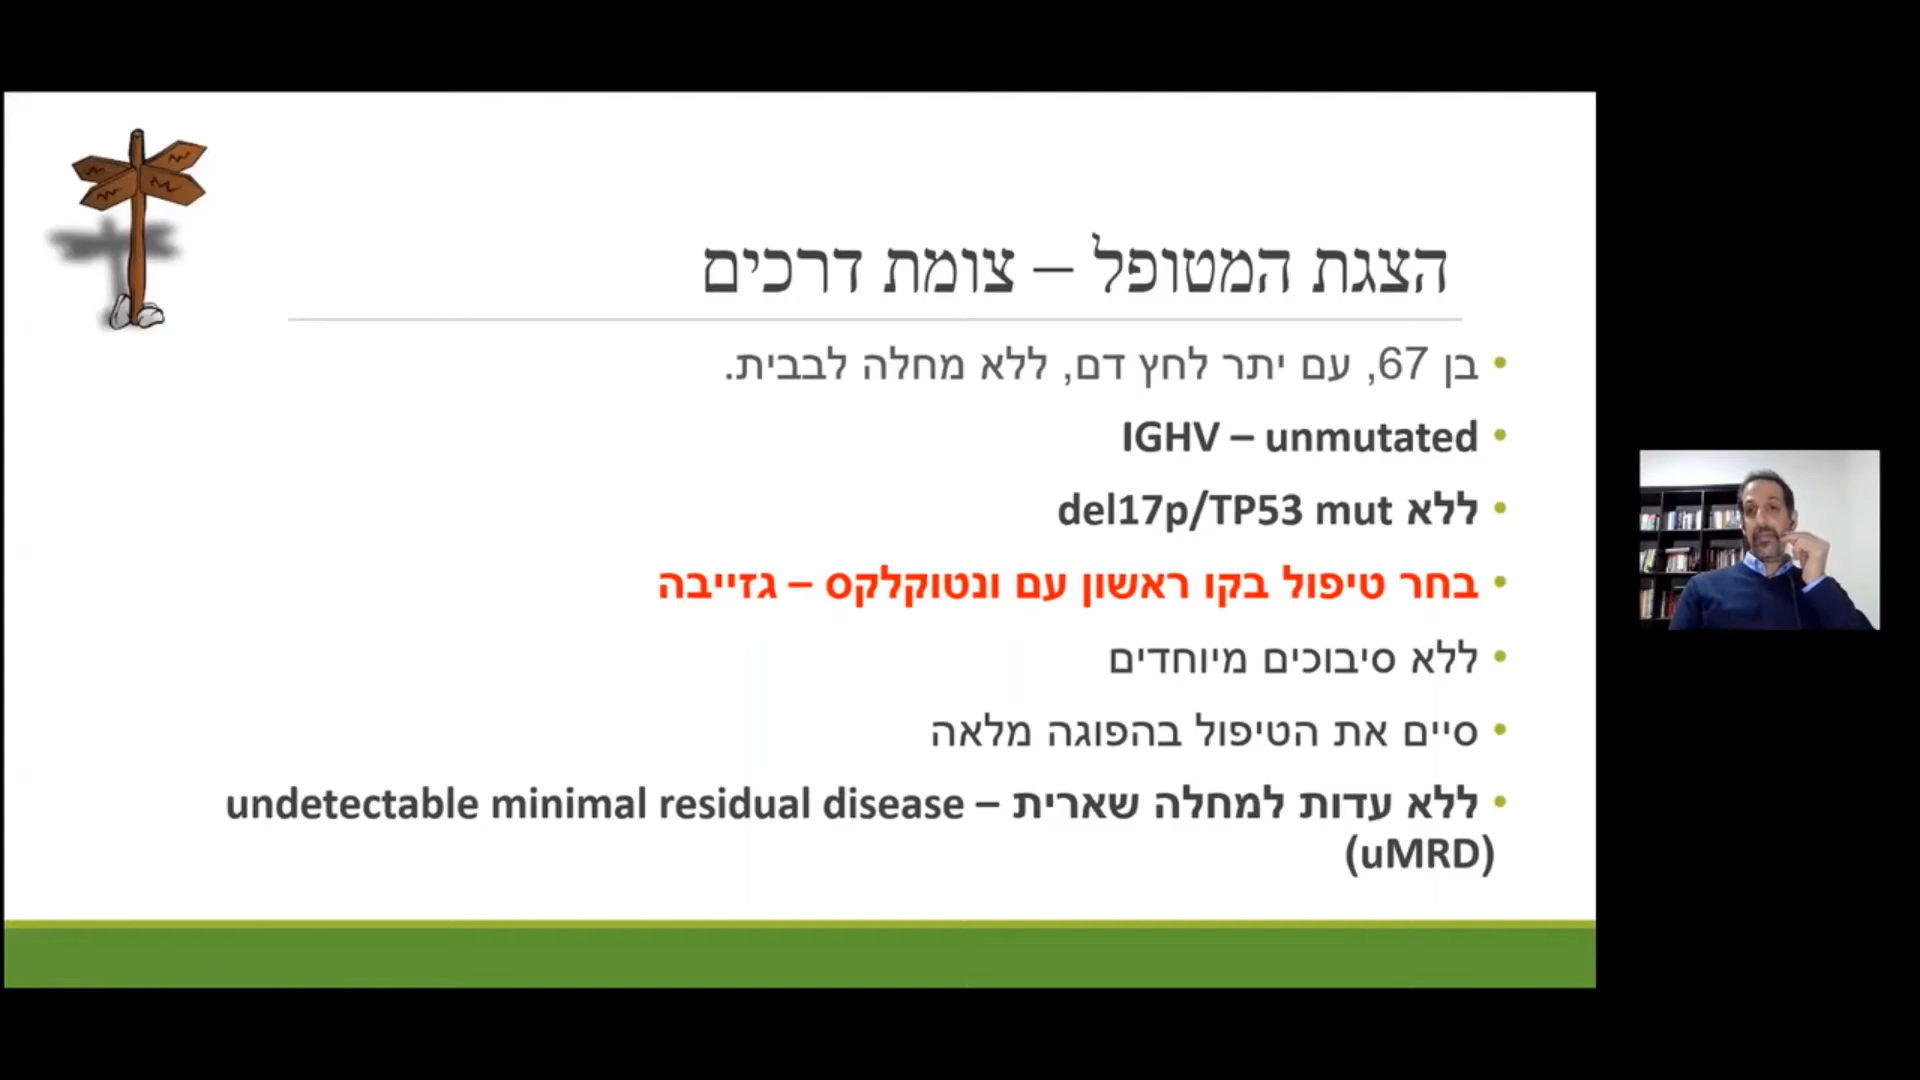 הצגת המטופל – צומת דרכים
• בן 67, עם יתר לחץ דם, ללא מחלה לבבית.
• IGHV – unmutated
• ללא del17p/TP53 mut
• בחר טיפול בקו ראשון עם ונטוקלקס – גזייבה
• ללא סיבוכים מיוחדים
• סיים את הטיפול בהפוגה מלאה
• ללא עדות למחלה שארית – undetectable minimal residual disease
(uMRD)